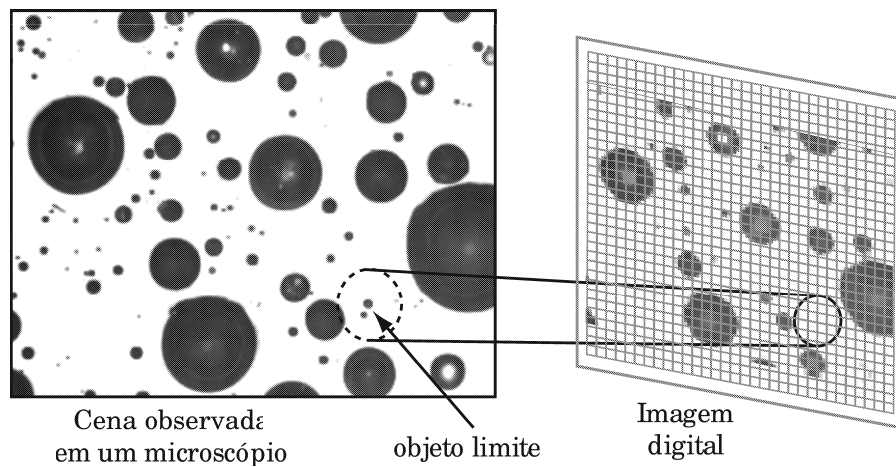 Cena observada
em um microscópio
objeto limite
Imagem
digital